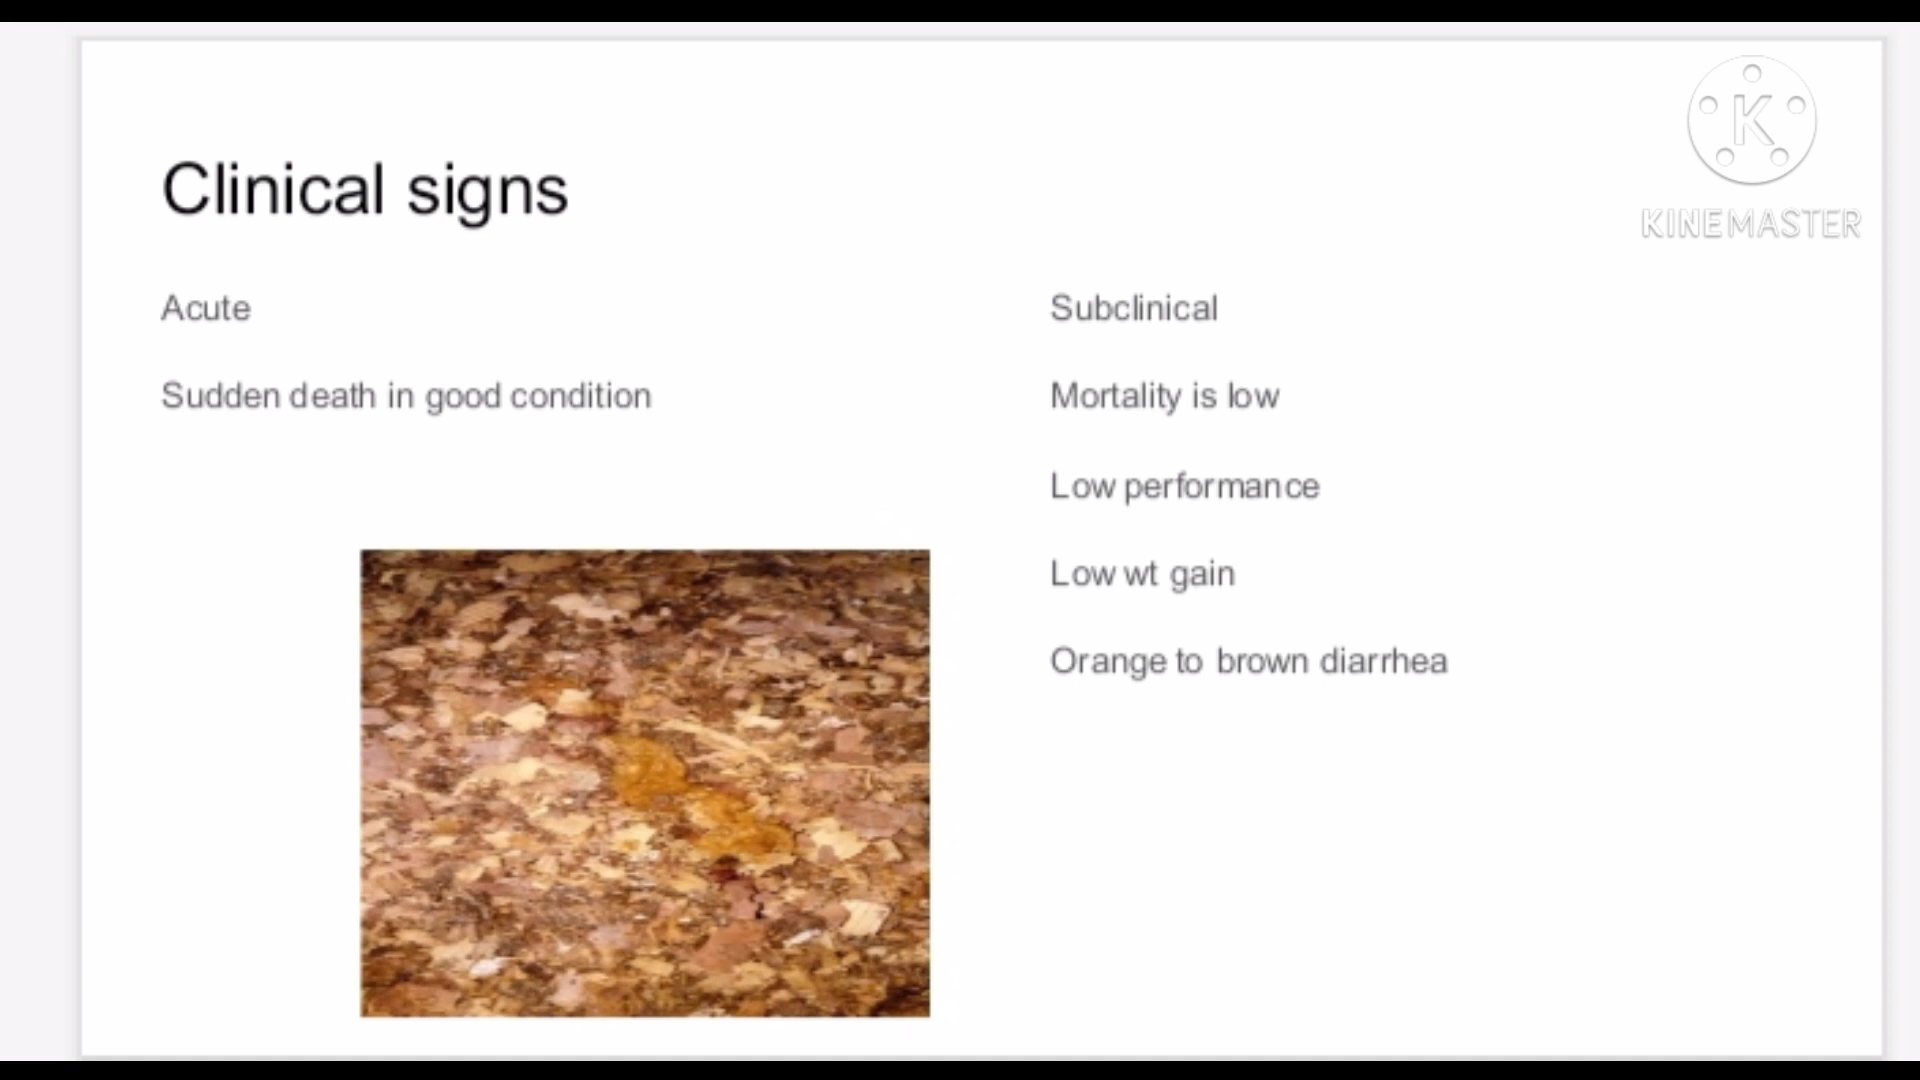 Clinical signs
KINEMASTER
Acute
Sudden death in good condition
Subclinical
Mortality is low
Low performance
Low wt gain
Orange to brown diarrhea